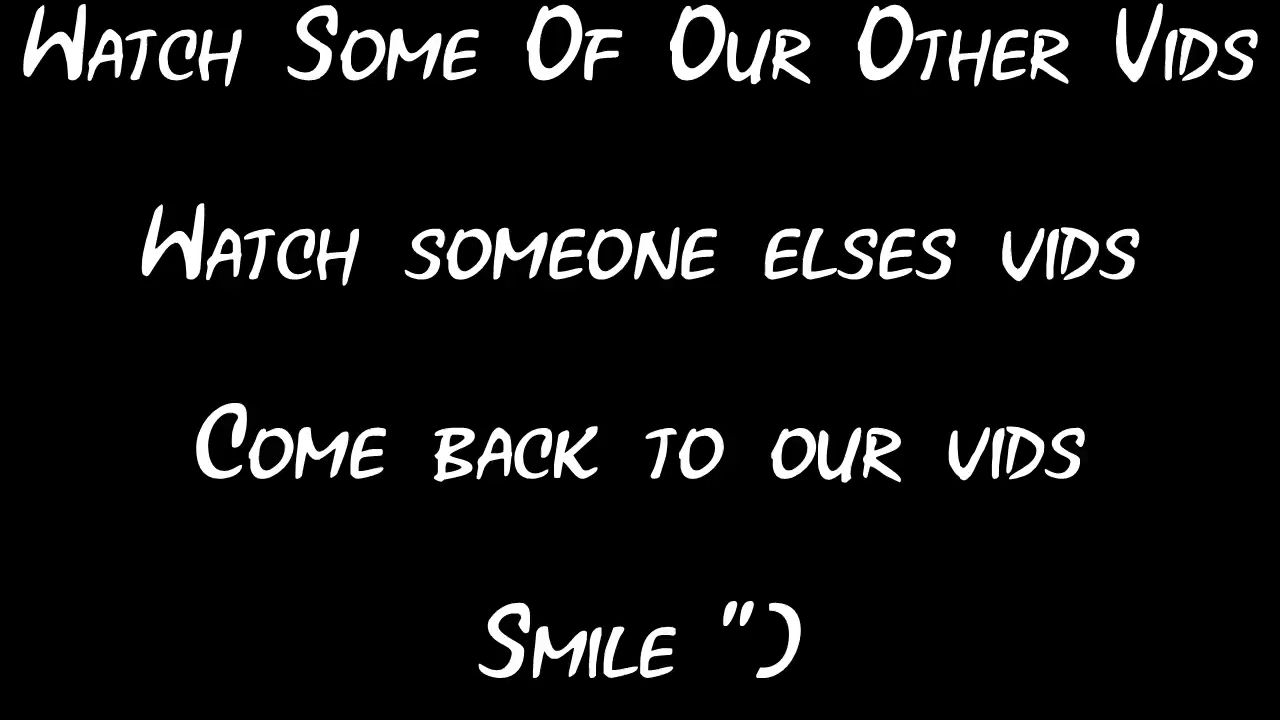 Watch Some Of Our Other Vids
Watch someone elses vids
Come back to our vids
Smile ")